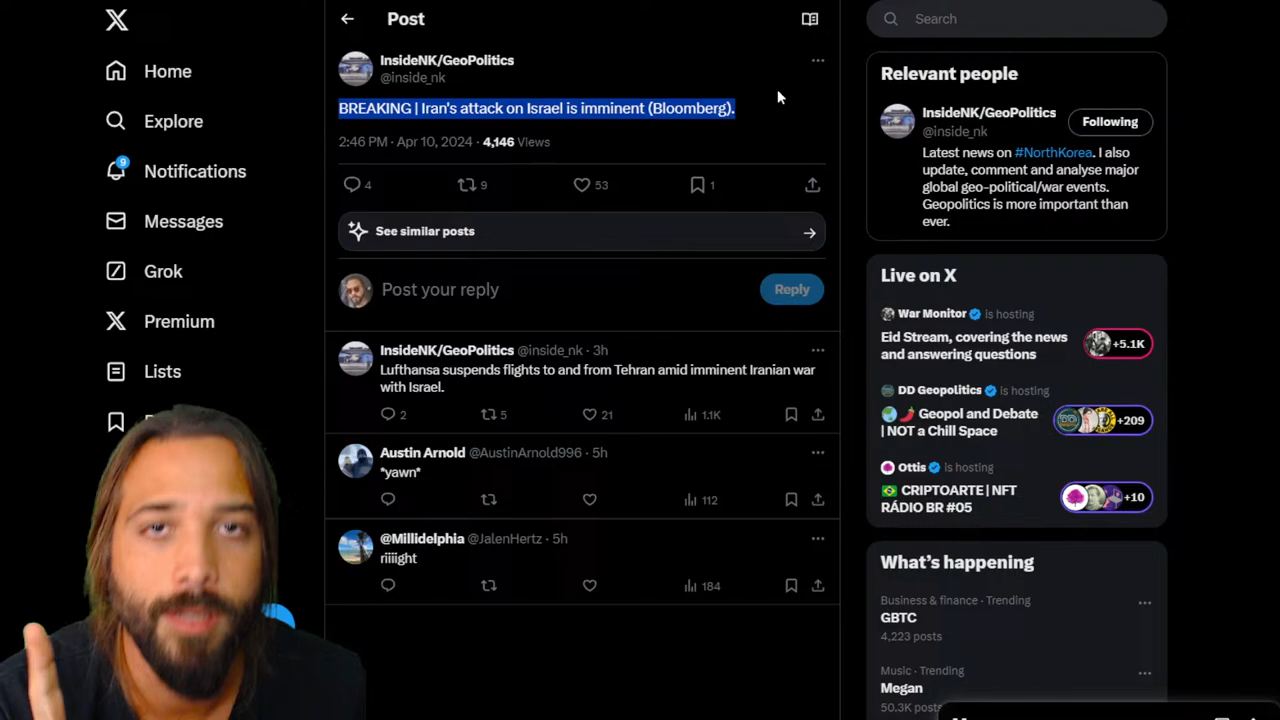 Post
Search
InsideNK/GeoPolitics
@inside_nk
BREAKING | Iran's attack on Israel is imminent (Bloomberg).
2:46 PM · Apr 10, 2024 · 4,146 Views
4
9
53
1
See similar posts
Post your reply
Reply
InsideNK/GeoPolitics @inside_nk · 3h
Lufthansa suspends flights to and from Tehran amid imminent Iranian war
with Israel.
2
5
21
1.1K
Austin Arnold @AustinArnold996 · 5h
*yawn*
112
@Millidelphia @JalenHertz · 5h
riiiight
184
Home
Explore
9
Notifications
Messages
Grok
Premium
Lists
Relevant people
InsideNK/GeoPolitics
@inside_nk
Following
Latest news on #NorthKorea. I also
update, comment and analyse major
global geo-political/war events.
Geopolitics is more important than
ever.
Live on X
War Monitor is hosting
Eid Stream, covering the news
and answering questions
+5.1K
DD Geopolitics is hosting
Geopol and Debate
| NOT a Chill Space
+209
Ottis is hosting
CRIPTOARTE | NFT
RÁDIO BR #05
+10
What's happening
Business & finance · Trending
GBTC
4,223 posts
Music · Trending
Megan
50.3K posts